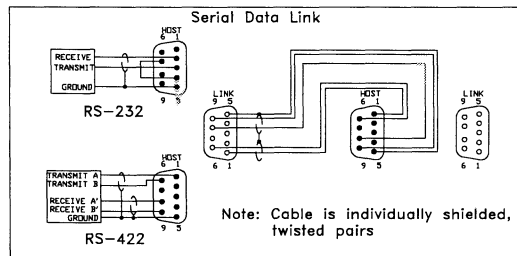 Serial Data Link
HOST
6 1
RECEIVE
TRANSMIT
GROUND
9 5
RS-232
LINK
9 5
6 1
HOST
6 1
9 5
LINK
9 5
6 1
HOST
6 1
TRANSMIT A
TRANSMIT B
RECEIVE A'
RECEIVE B'
GROUND
9 5
RS-422
Note: Cable is individually shielded,
twisted pairs